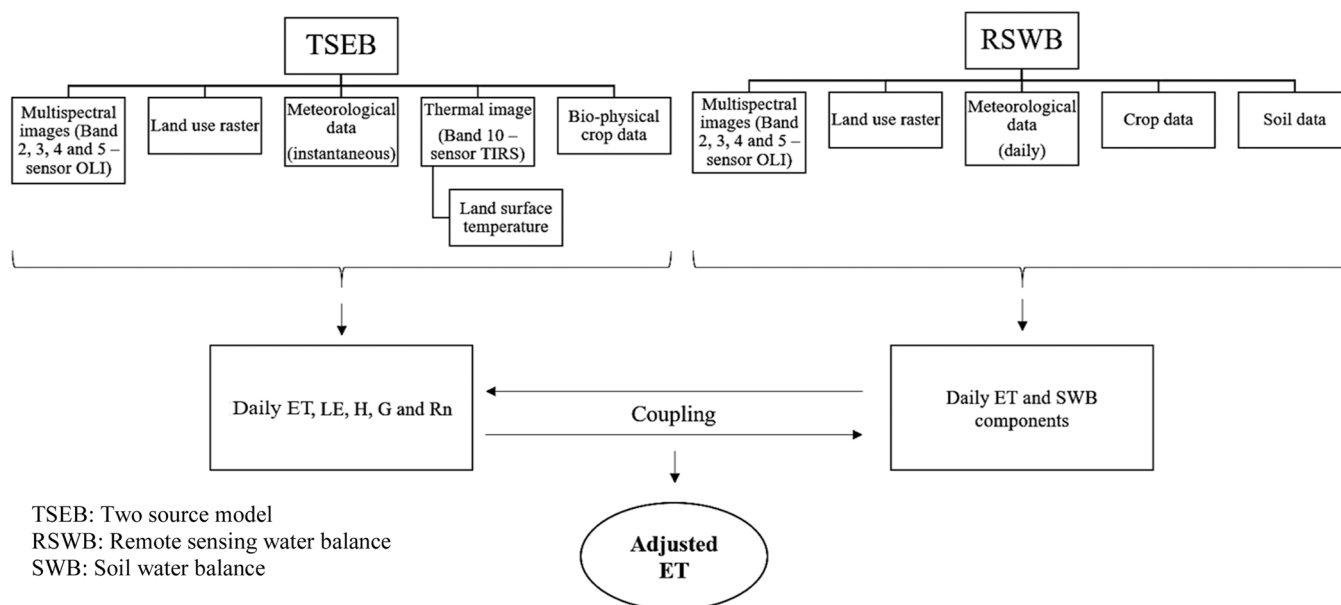 TSEB
Multispectral
images (Band
2, 3, 4 and 5 –
sensor OLI)
Land use raster
Meteorological
data
(instantaneous)
Thermal image
(Band 10 –
sensor TIRS)
Land surface
temperature
Bio-physical
crop data
RSWB
Multispectral
images (Band
2, 3, 4 and 5 –
sensor OLI)
Land use raster
Meteorological
data
(daily)
Crop data
Soil data
Daily ET, LE, H, G and Rn
Coupling
Daily ET and SWB
components
Adjusted
ET
TSEB: Two source model
RSWB: Remote sensing water balance
SWB: Soil water balance